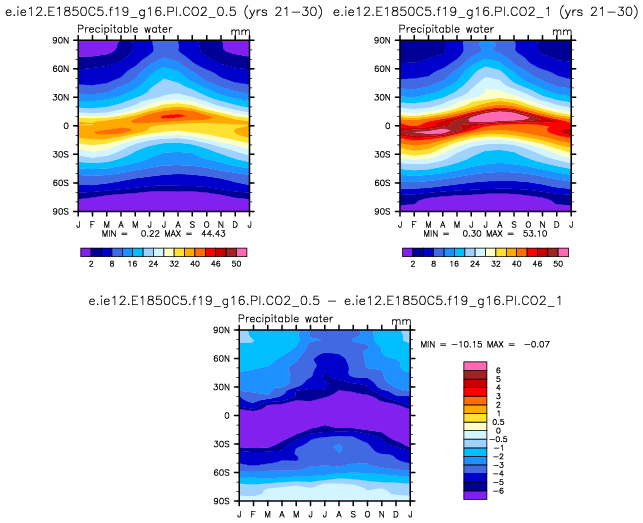 e.ie12.E1850C5.f19_g16.PI.CO2_0.5 (yrs 21-30)
e.ie12.E1850C5.f19_g16.PI.CO2_1 (yrs 21-30)
Precipitable water mm
90N
60N
30N
0
30S
60S
90S
J F M A M J J A S O N D J
MIN = 0.22 MAX = 44.43
2 8 16 24 32 40 46 50
Precipitable water mm
90N
60N
30N
0
30S
60S
90S
J F M A M J J A S O N D J
MIN = 0.30 MAX = 53.10
2 8 16 24 32 40 46 50
e.ie12.E1850C5.f19_g16.PI.CO2_0.5 - e.ie12.E1850C5.f19_g16.PI.CO2_1
Precipitable water mm
90N
60N
30N
0
30S
60S
90S
J F M A M J J A S O N D J
MIN = -10.15 MAX = -0.07
6
5
4
3
2
1
0.5
0
-0.5
-1
-2
-3
-4
-5
-6